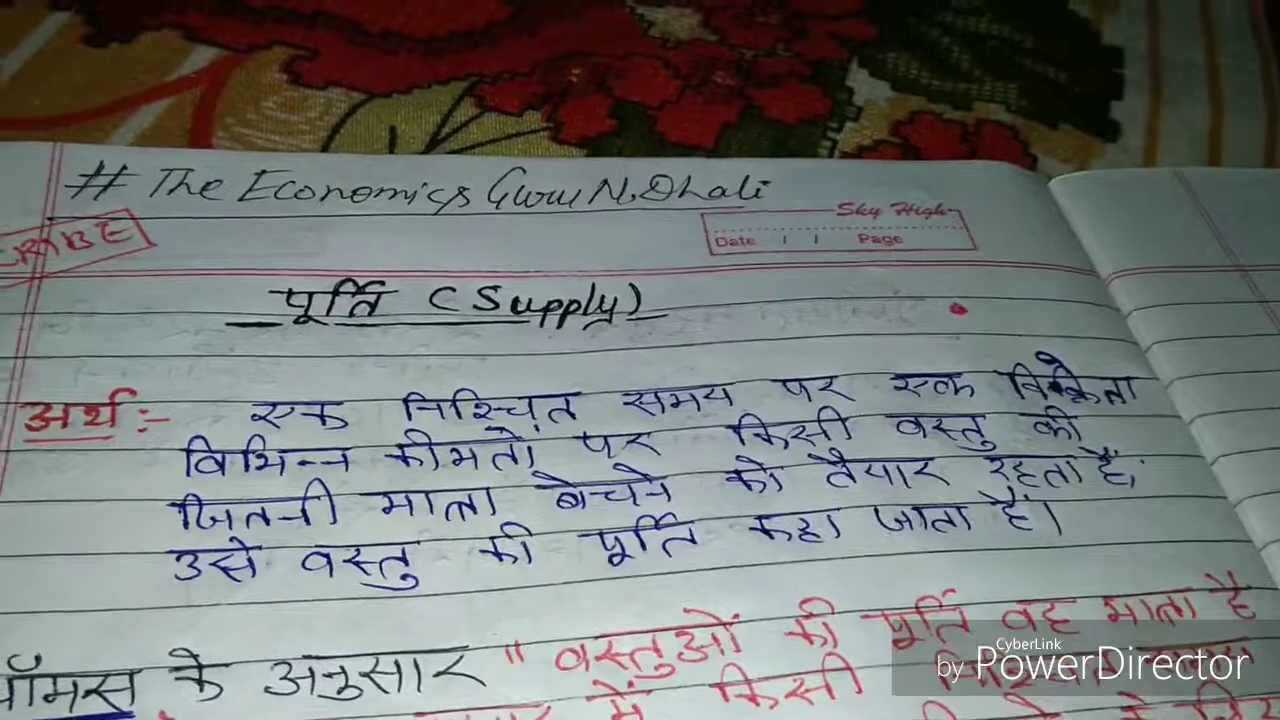 # The Economics Guru N. Dhali
Sky High
Date Page
CRIBE
पूर्ति (Supply)
अर्थ:- एक निश्चित समय पर एक विक्रेता
विभिन्न कीमतों पर किसी वस्तु की
जितनी मात्रा बेचने को तैयार रहता है,
उसे वस्तु की पूर्ति कहा जाता है।
ॉमस के अनुसार " वस्तुओं की पूर्ति वह मात्रा है
में किसी
CyberLink
by PowerDirector